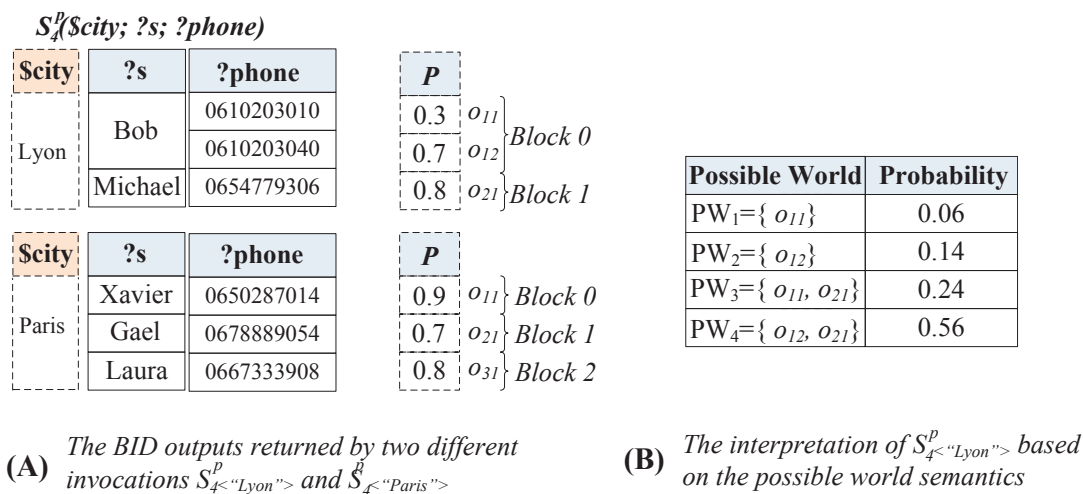 S₄ᵖ($city; ?s; ?phone)
$city ?s ?phone P
Lyon Bob 0610203010 0.3 o₁₁ Block 0
0610203040 0.7 o₁₂
Michael 0654779306 0.8 o₂₁ Block 1
$city ?s ?phone P
Paris Xavier 0650287014 0.9 o₁₁ Block 0
Gael 0678889054 0.7 o₂₁ Block 1
Laura 0667333908 0.8 o₃₁ Block 2
(A) The BID outputs returned by two different
invocations S₄ᵖ<“Lyon”> and S₄ᵖ<“Paris”>
Possible World Probability
PW₁={ o₁₁} 0.06
PW₂={ o₁₂} 0.14
PW₃={ o₁₁, o₂₁} 0.24
PW₄={ o₁₂, o₂₁} 0.56
(B) The interpretation of S₄ᵖ<“Lyon”> based
on the possible world semantics